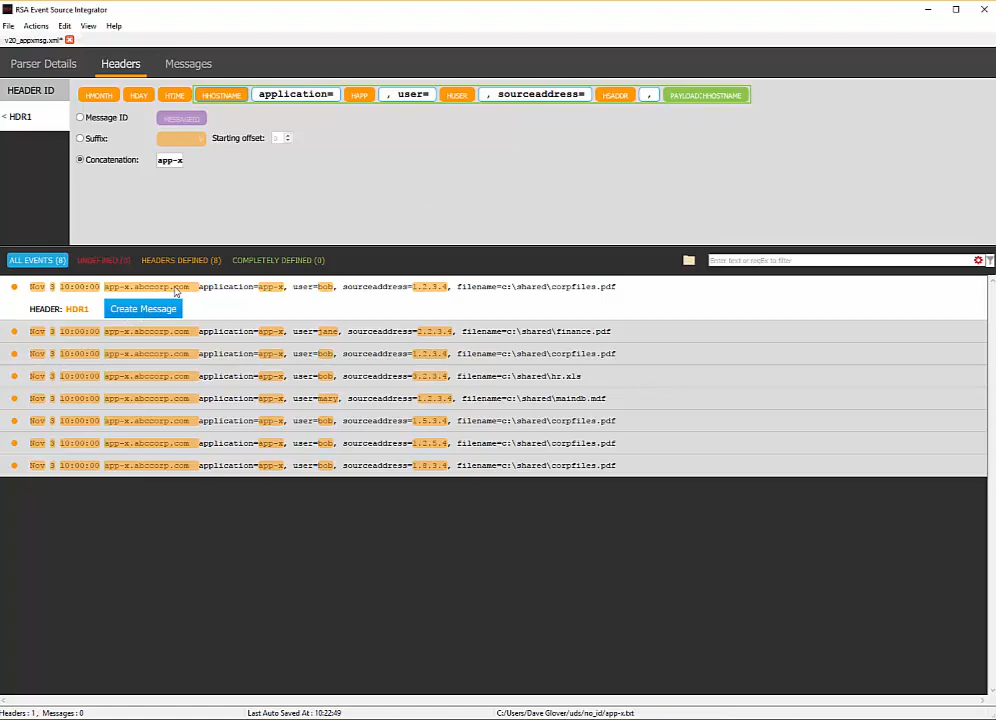 RSA Event Source Integrator
File Actions Edit View Help
v20_appxmsg.xml*
Parser Details Headers Messages
HEADER ID
< HDR1
HMONTH HDAY HTIME HHOSTNAME application= HAPP , user= HUSER , sourceaddress= HSADDR , PAYLOAD:HHOSTNAME
Message ID MESSAGEID
Suffix: Starting offset: 0
Concatenation: app-x
ALL EVENTS (8) UNDEFINED (0) HEADERS DEFINED (8) COMPLETELY DEFINED (0) Enter text or regEx to filter
Nov 3 10:00:00 app-x.abccorp.com application=app-x, user=bob, sourceaddress=1.2.3.4, filename=c:\shared\corpfiles.pdf
HEADER: HDR1 Create Message
Nov 3 10:00:00 app-x.abccorp.com application=app-x, user=jane, sourceaddress=2.2.3.4, filename=c:\shared\finance.pdf
Nov 3 10:00:00 app-x.abccorp.com application=app-x, user=bob, sourceaddress=1.2.3.4, filename=c:\shared\corpfiles.pdf
Nov 3 10:00:00 app-x.abccorp.com application=app-x, user=bob, sourceaddress=3.2.3.4, filename=c:\shared\hr.xls
Nov 3 10:00:00 app-x.abccorp.com application=app-x, user=mary, sourceaddress=1.2.3.4, filename=c:\shared\maindb.mdf
Nov 3 10:00:00 app-x.abccorp.com application=app-x, user=bob, sourceaddress=1.5.3.4, filename=c:\shared\corpfiles.pdf
Nov 3 10:00:00 app-x.abccorp.com application=app-x, user=bob, sourceaddress=1.2.5.4, filename=c:\shared\corpfiles.pdf
Nov 3 10:00:00 app-x.abccorp.com application=app-x, user=bob, sourceaddress=1.8.3.4, filename=c:\shared\corpfiles.pdf
Headers : 1 , Messages : 0 Last Auto Saved At : 10:22:49 C:/Users/Dave Glover/uds/no_id/app-x.txt